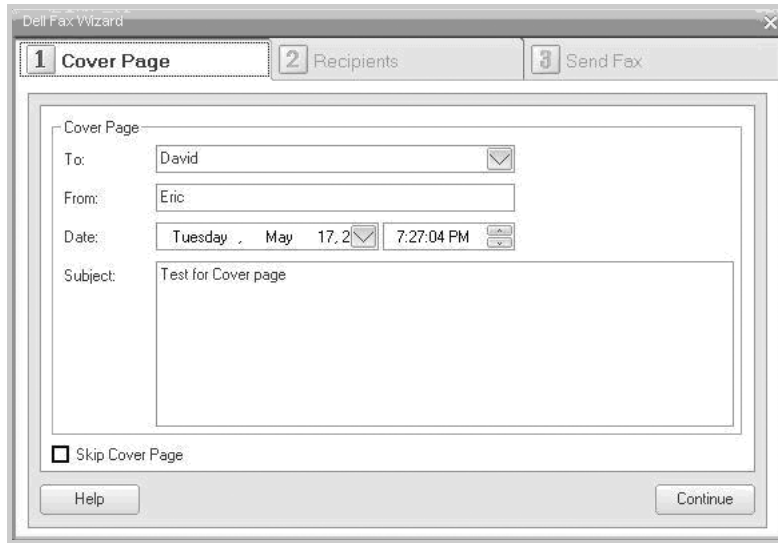 Dell Fax Wizard
1 Cover Page 2 Recipients 3 Send Fax
Cover Page
To: David
From: Eric
Date: Tuesday , May 17, 2 7:27:04 PM
Subject: Test for Cover page
Skip Cover Page
Help Continue